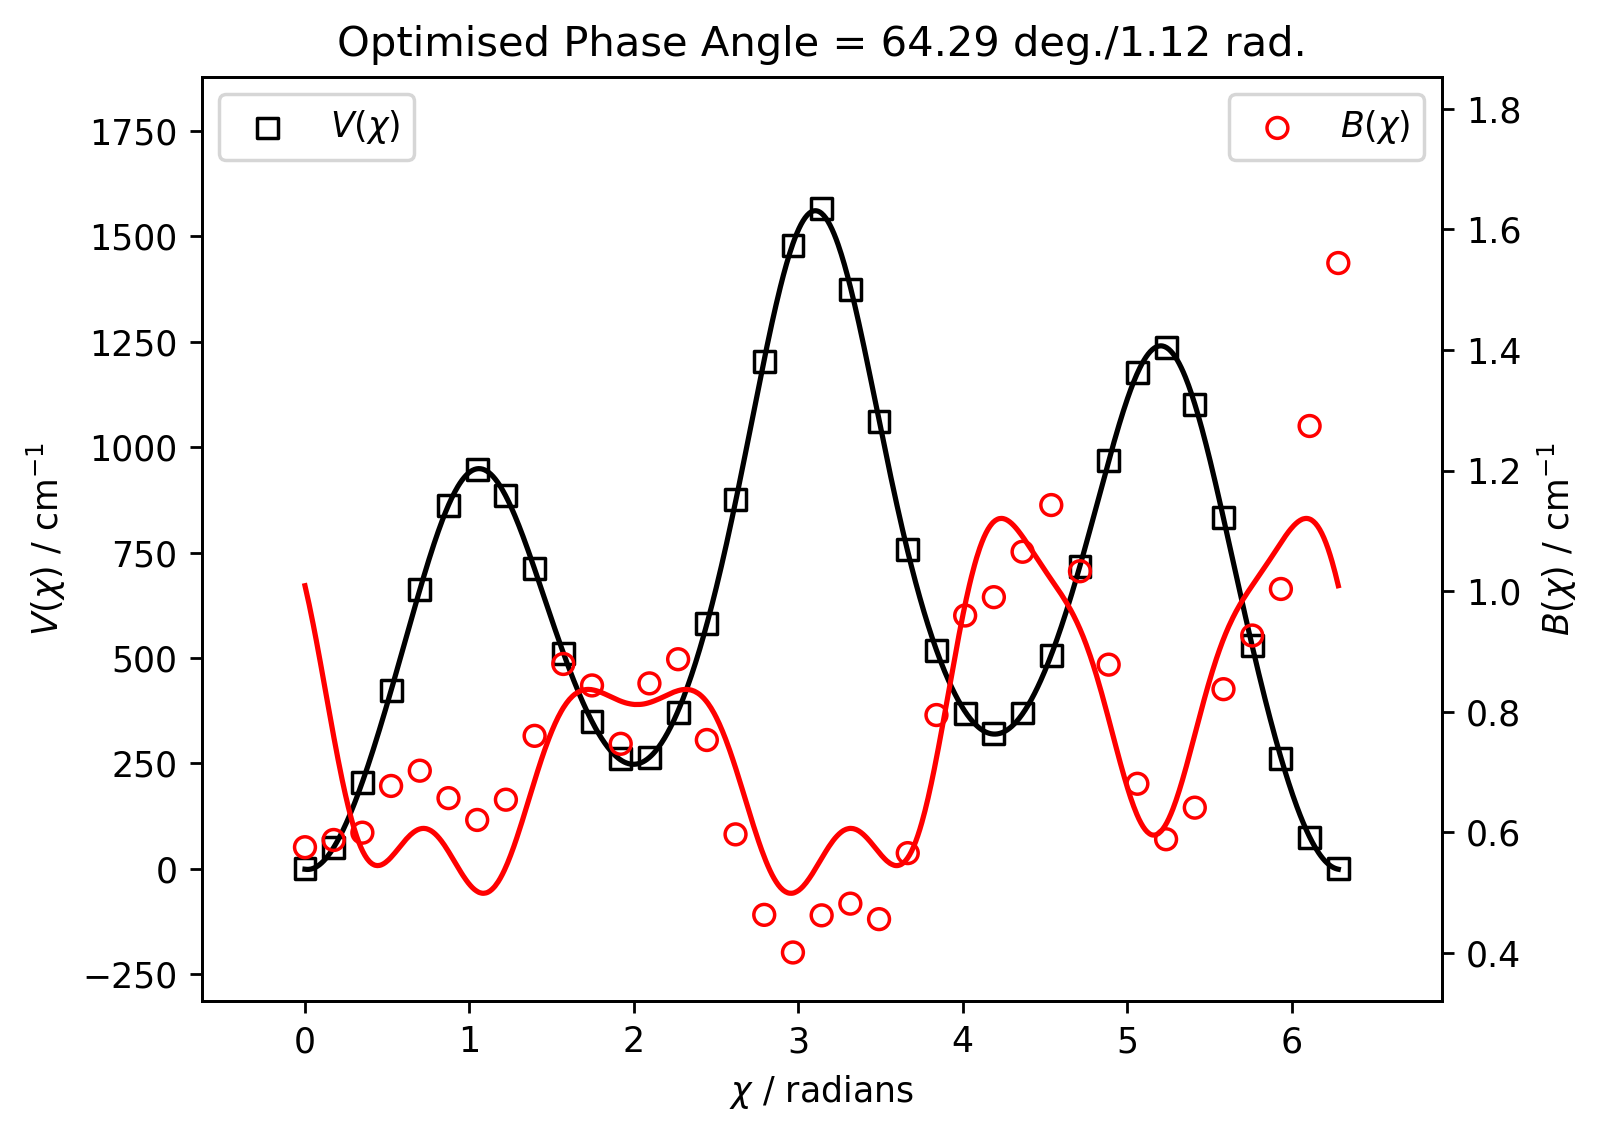 Optimised Phase Angle = 64.29 deg./1.12 rad.
V(χ)
B(χ)
1750
1500
1250
1000
750
500
250
0
−250
V(χ) / cm⁻¹
1.8
1.6
1.4
1.2
1.0
0.8
0.6
0.4
B(χ) / cm⁻¹
0 1 2 3 4 5 6
χ / radians